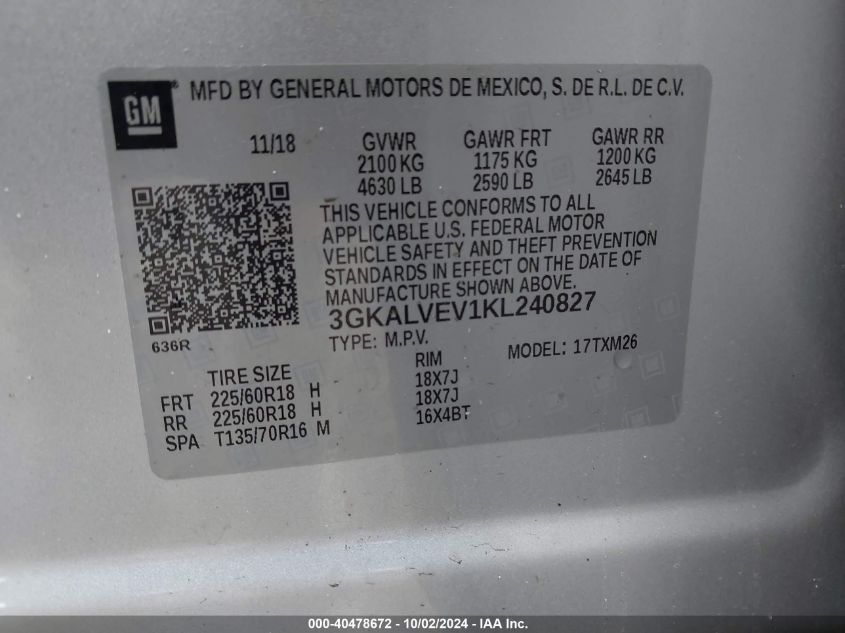 GM ® MFD BY GENERAL MOTORS DE MEXICO, S. DE R.L. DE C.V.
11/18 GVWR GAWR FRT GAWR RR
2100 KG 1175 KG 1200 KG
4630 LB 2590 LB 2645 LB
THIS VEHICLE CONFORMS TO ALL
APPLICABLE U.S. FEDERAL MOTOR
VEHICLE SAFETY AND THEFT PREVENTION
STANDARDS IN EFFECT ON THE DATE OF
MANUFACTURE SHOWN ABOVE.
3GKALVEV1KL240827
636R TYPE: M.P.V. MODEL: 17TXM26
TIRE SIZE RIM
FRT 225/60R18 H 18X7J
RR 225/60R18 H 18X7J
SPA T135/70R16 M 16X4BT
000-40478672 - 10/02/2024 - IAA Inc.